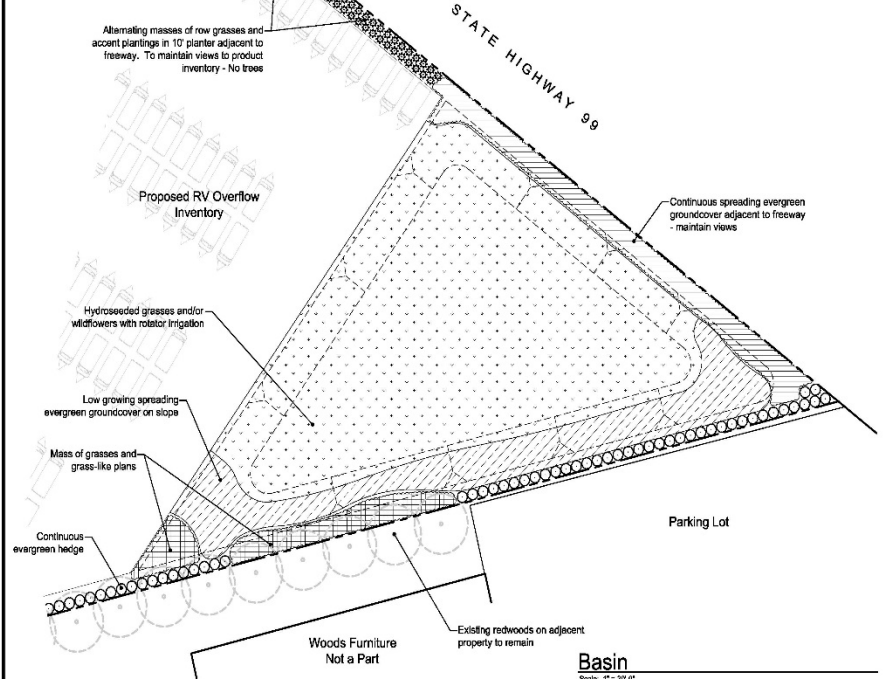 Alternating masses of row grasses and
accent plantings in 10' planter adjacent to
freeway. To maintain views to product
inventory - No trees
STATE HIGHWAY 99
Proposed RV Overflow
Inventory
Continuous spreading evergreen
groundcover adjacent to freeway
- maintain views
Hydroseeded grasses and/or
wildflowers with rotator irrigation
Low growing spreading
evergreen groundcover on slope
Mass of grasses and
grass-like plans
Continuous
evergreen hedge
Parking Lot
Existing redwoods on adjacent
property to remain
Woods Furniture
Not a Part
Basin